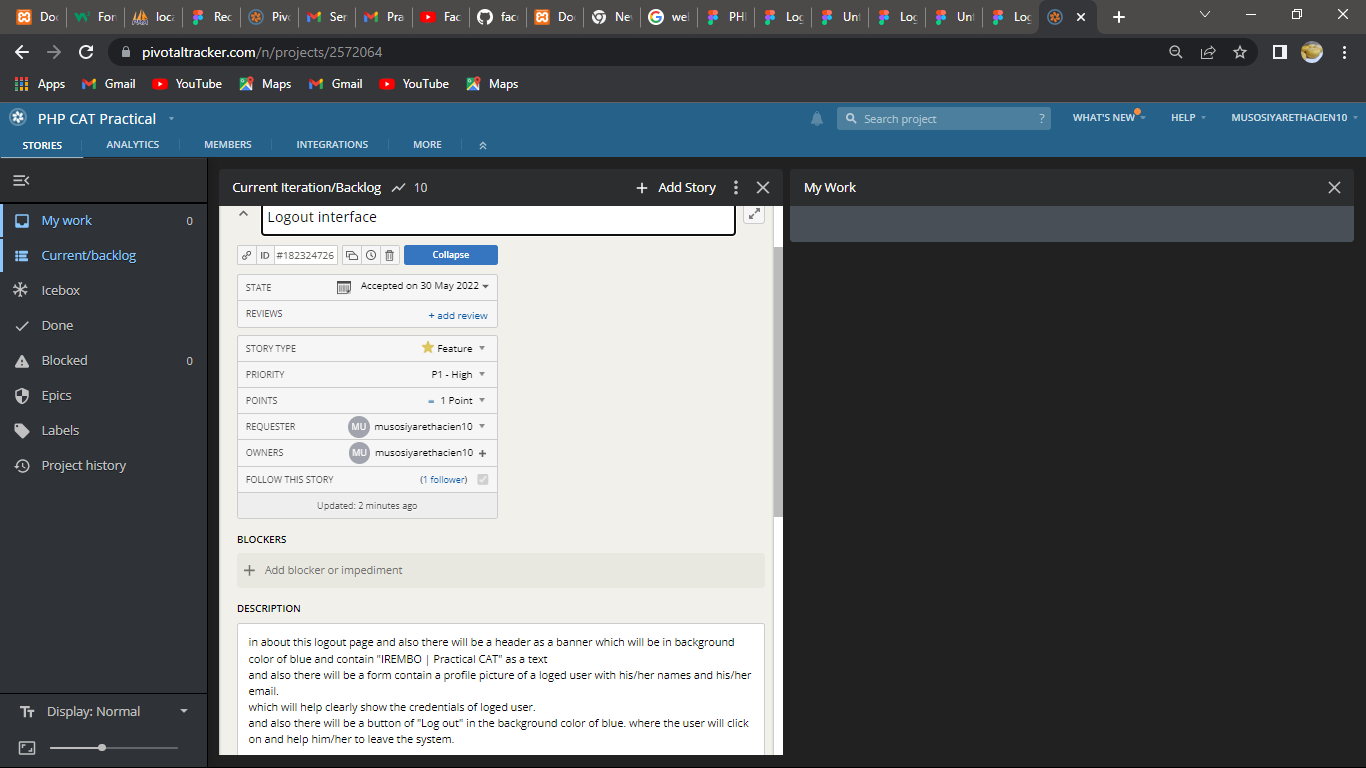 Do
For
loca
Rec
Pivo
Ser
Pra
Fac
face
Do
Ne
wel
PHI
Log
Unt
Log
Unt
Log
pivotaltracker.com/n/projects/2572064
Apps
Gmail
YouTube
Maps
Gmail
YouTube
Maps
PHP CAT Practical
Search project
?
WHAT'S NEW
HELP
MUSOSIYARETHACIEN10
STORIES
ANALYTICS
MEMBERS
INTEGRATIONS
MORE
My work 0
Current/backlog
Icebox
Done
Blocked 0
Epics
Labels
Project history
Display: Normal
Current Iteration/Backlog 10
+ Add Story
Logout interface
ID #182324726
Collapse
STATE Accepted on 30 May 2022
REVIEWS + add review
STORY TYPE Feature
PRIORITY P1 - High
POINTS 1 Point
REQUESTER MU musosiyarethacien10
OWNERS MU musosiyarethacien10 +
FOLLOW THIS STORY (1 follower)
Updated: 2 minutes ago
BLOCKERS
+ Add blocker or impediment
DESCRIPTION
in about this logout page and also there will be a header as a banner which will be in background
color of blue and contain "IREMBO | Practical CAT" as a text
and also there will be a form contain a profile picture of a loged user with his/her names and his/her
email.
which will help clearly show the credentials of loged user.
and also there will be a button of "Log out" in the background color of blue. where the user will click
on and help him/her to leave the system.
My Work